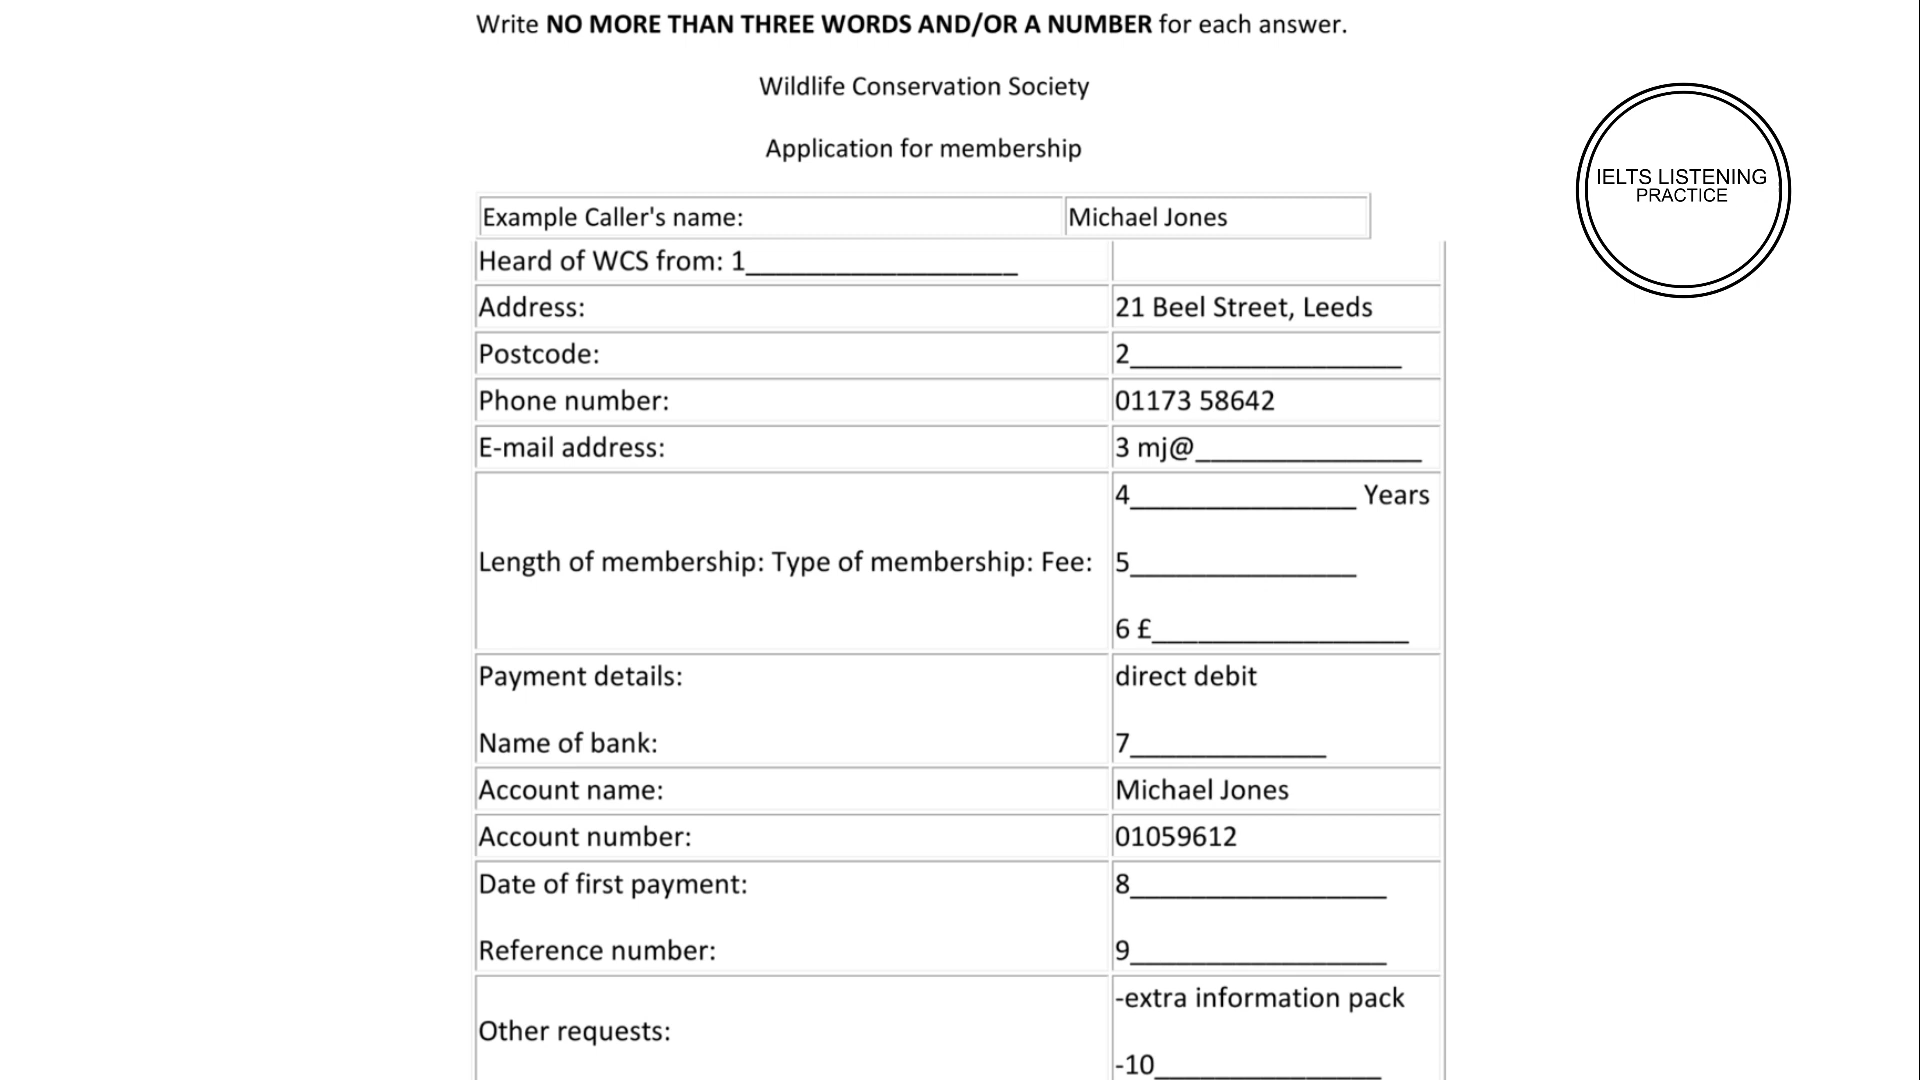 Write NO MORE THAN THREE WORDS AND/OR A NUMBER for each answer.
Wildlife Conservation Society
Application for membership
IELTS LISTENING
PRACTICE
Example Caller's name: Michael Jones
Heard of WCS from: 1__________________
Address: 21 Beel Street, Leeds
Postcode: 2__________________
Phone number: 01173 58642
E-mail address: 3 mj@_______________
4_______________ Years
Length of membership: Type of membership: Fee: 5_______________
6 £_________________
Payment details: direct debit
Name of bank: 7_____________
Account name: Michael Jones
Account number: 01059612
Date of first payment: 8_________________
Reference number: 9_________________
-extra information pack
Other requests:
-10_______________